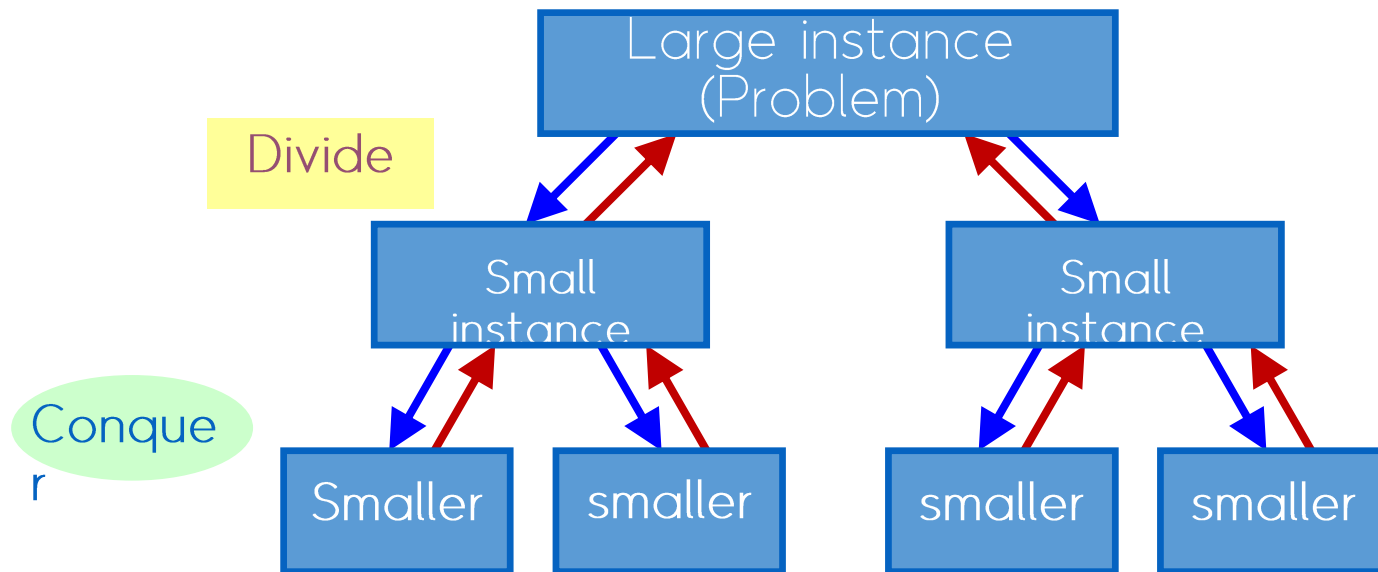 Large instance
(Problem)
Divide
Small
instance
Small
instance
Conque
r
Smaller
smaller
smaller
smaller